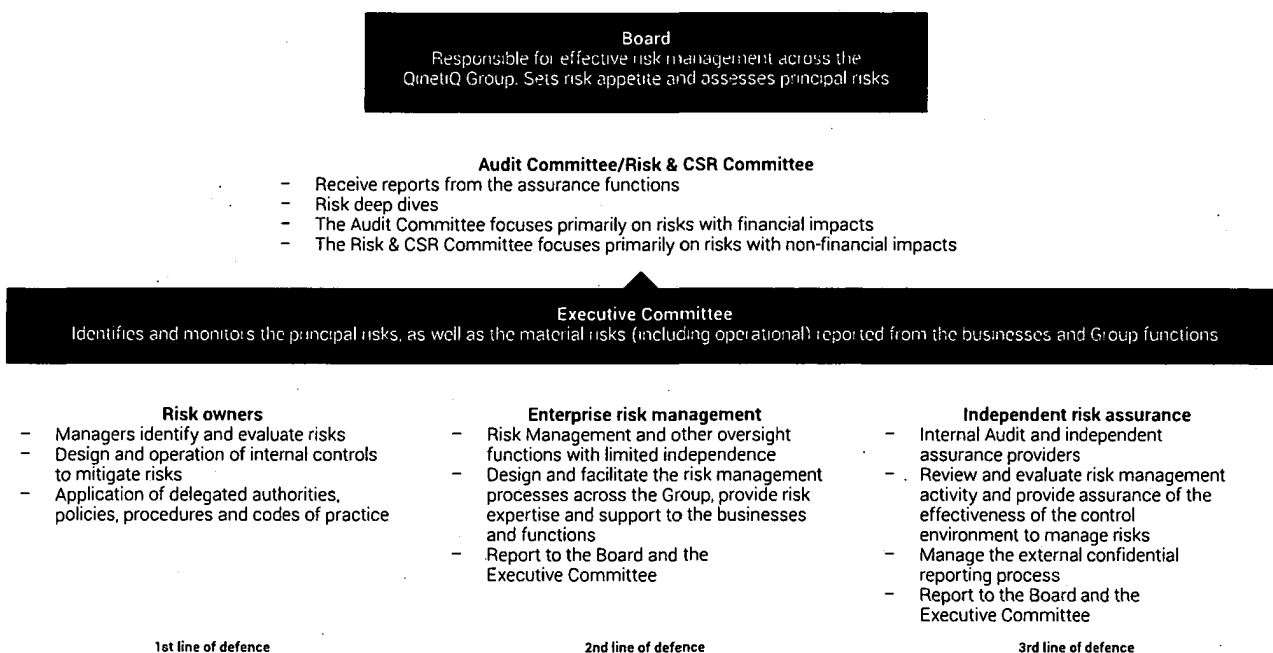 Board
Responsible for effective risk management across the
QinetiQ Group. Sets risk appetite and assesses principal risks
Audit Committee/Risk & CSR Committee
– Receive reports from the assurance functions
– Risk deep dives
– The Audit Committee focuses primarily on risks with financial impacts
– The Risk & CSR Committee focuses primarily on risks with non-financial impacts
Executive Committee
Identifies and monitors the principal risks, as well as the material risks (including operational) reported from the businesses and Group functions
Risk owners
– Managers identify and evaluate risks
– Design and operation of internal controls
to mitigate risks
– Application of delegated authorities,
policies, procedures and codes of practice
1st line of defence
Enterprise risk management
– Risk Management and other oversight
functions with limited independence
– Design and facilitate the risk management
processes across the Group, provide risk
expertise and support to the businesses
and functions
– Report to the Board and the
Executive Committee
2nd line of defence
Independent risk assurance
– Internal Audit and independent
assurance providers
– Review and evaluate risk management
activity and provide assurance of the
effectiveness of the control
environment to manage risks
– Manage the external confidential
reporting process
– Report to the Board and the
Executive Committee
3rd line of defence